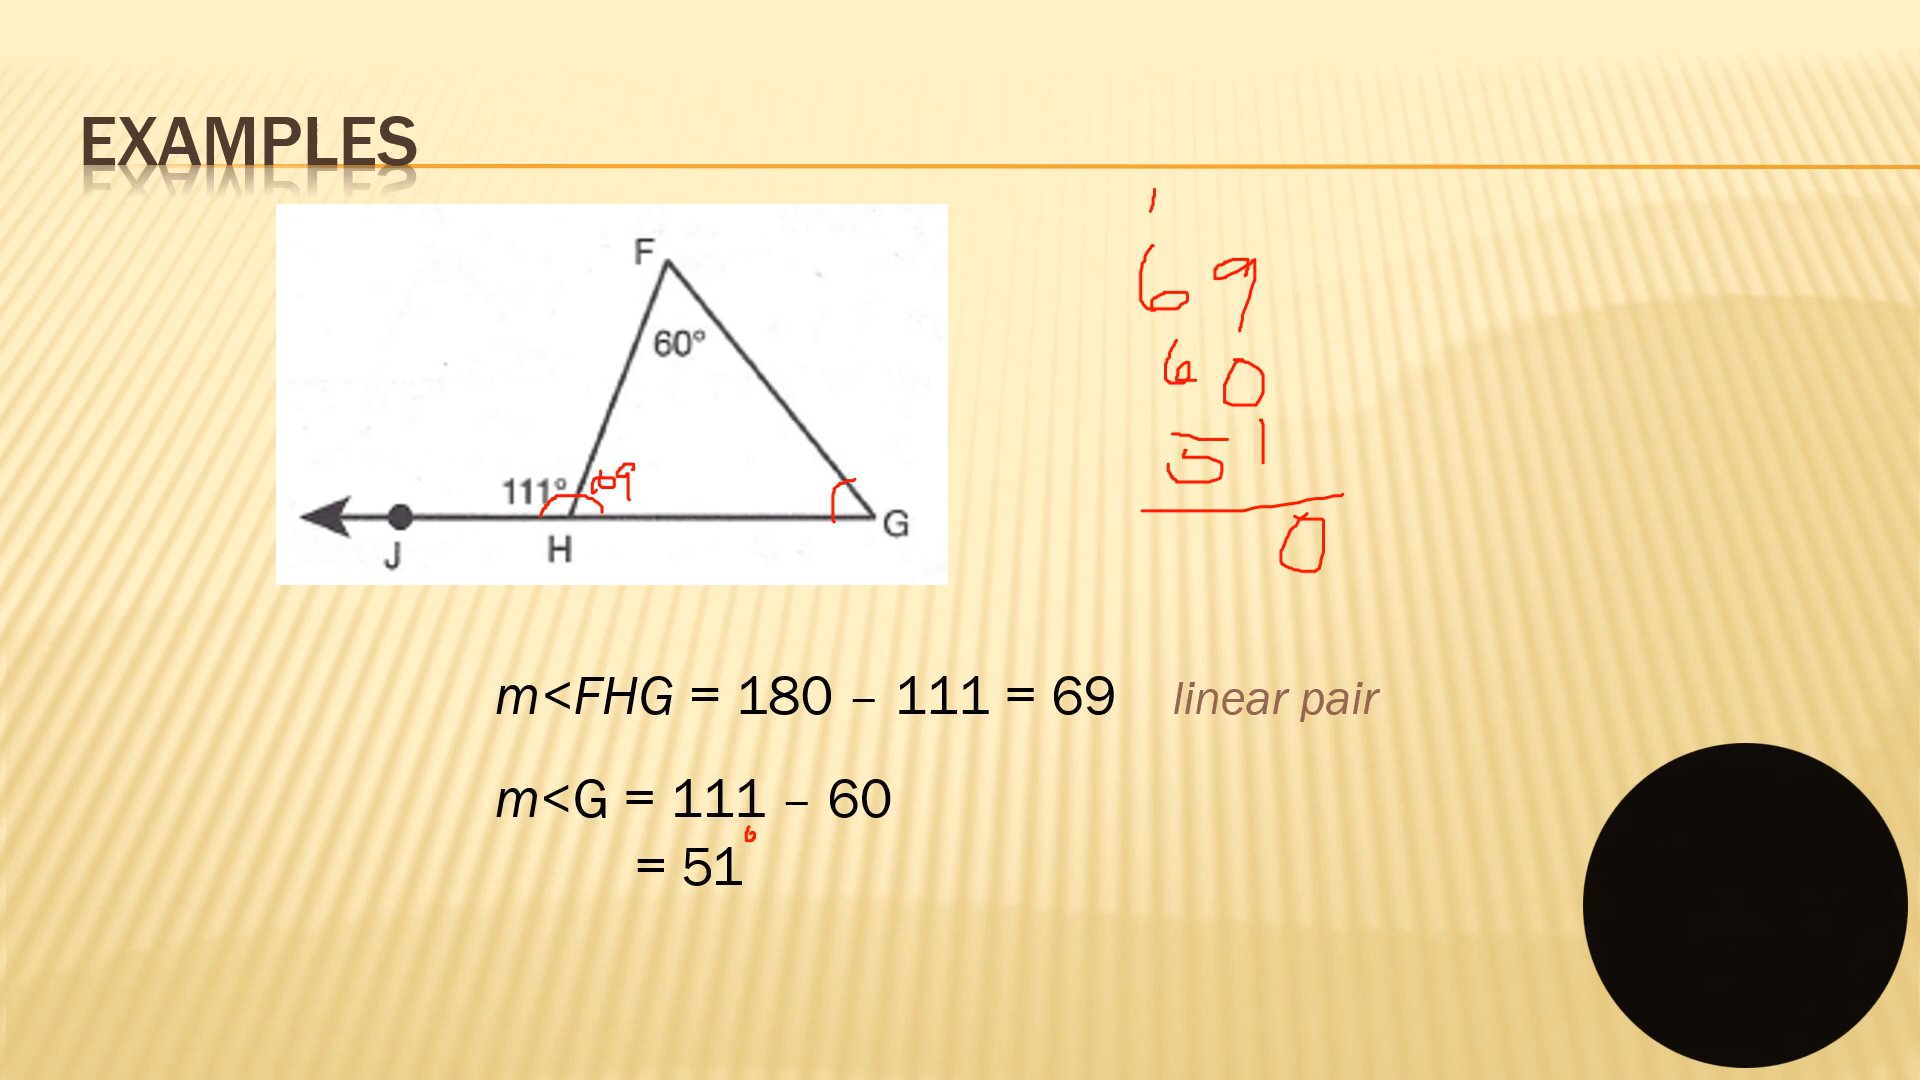 EXAMPLES
F
60°
111° 69
J
H
G
1
69
60
51
0
m<FHG = 180 – 111 = 69 linear pair
m<G = 111 – 60
= 51°